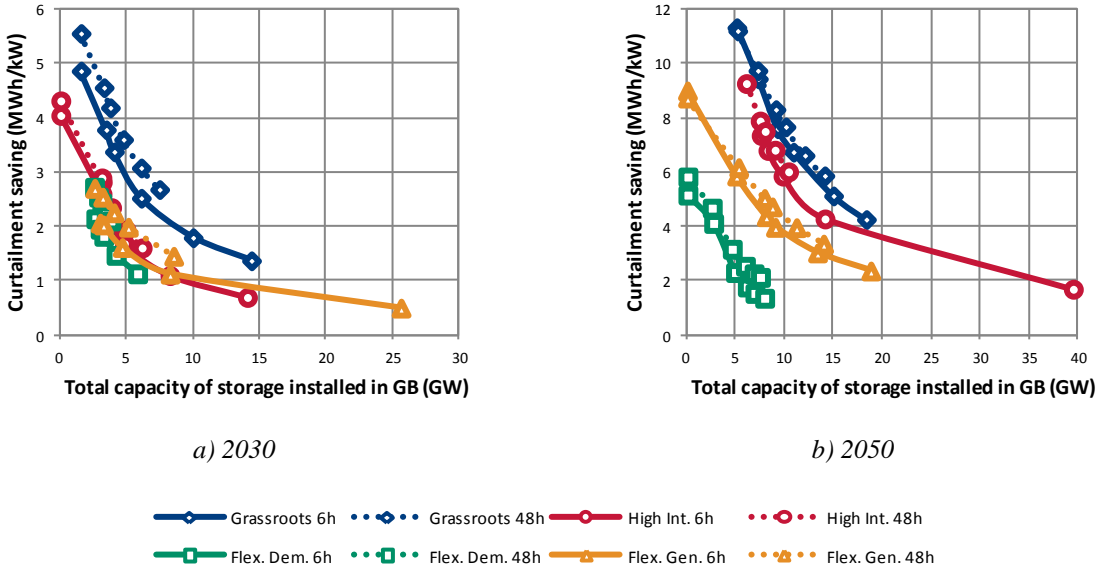 6
5
4
3
2
1
0
Curtailment saving (MWh/kW)
0 5 10 15 20 25 30
Total capacity of storage installed in GB (GW)
a) 2030
12
10
8
6
4
2
0
Curtailment saving (MWh/kW)
0 5 10 15 20 25 30 35 40
Total capacity of storage installed in GB (GW)
b) 2050
Grassroots 6h Grassroots 48h High Int. 6h High Int. 48h
Flex. Dem. 6h Flex. Dem. 48h Flex. Gen. 6h Flex. Gen. 48h